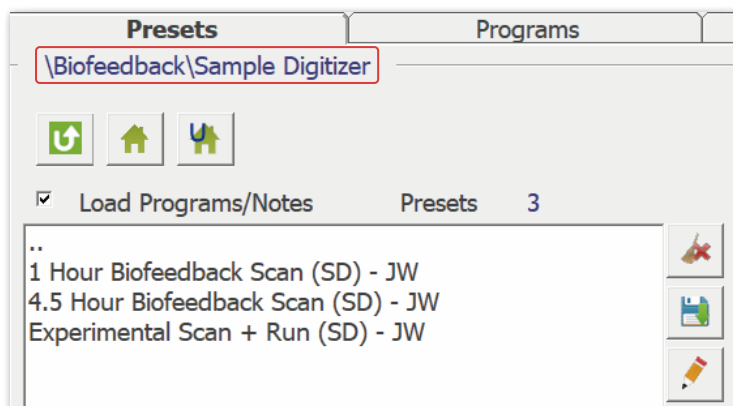 Presets Programs
\Biofeedback\Sample Digitizer
U U
Load Programs/Notes Presets 3
..
1 Hour Biofeedback Scan (SD) - JW
4.5 Hour Biofeedback Scan (SD) - JW
Experimental Scan + Run (SD) - JW